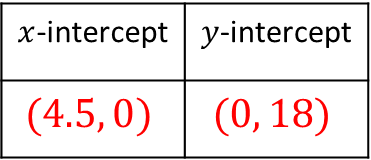 x-intercept y-intercept
(4.5, 0) (0, 18)